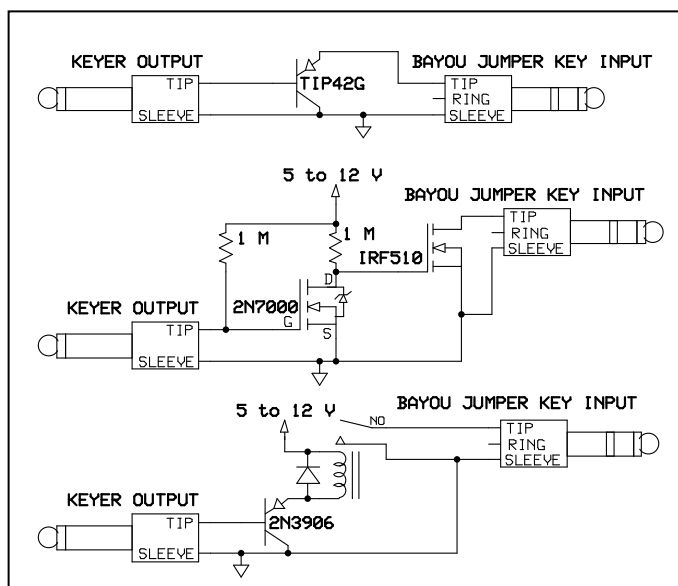 KEYER OUTPUT
BAYOU JUMPER KEY INPUT
TIP
SLEEVE
TIP42G
TIP
RING
SLEEVE
5 to 12 V
BAYOU JUMPER KEY INPUT
1 M
1 M
IRF510
TIP
RING
SLEEVE
D
2N7000
G
S
KEYER OUTPUT
TIP
SLEEVE
5 to 12 V
BAYOU JUMPER KEY INPUT
NO
TIP
RING
SLEEVE
KEYER OUTPUT
2N3906
TIP
SLEEVE